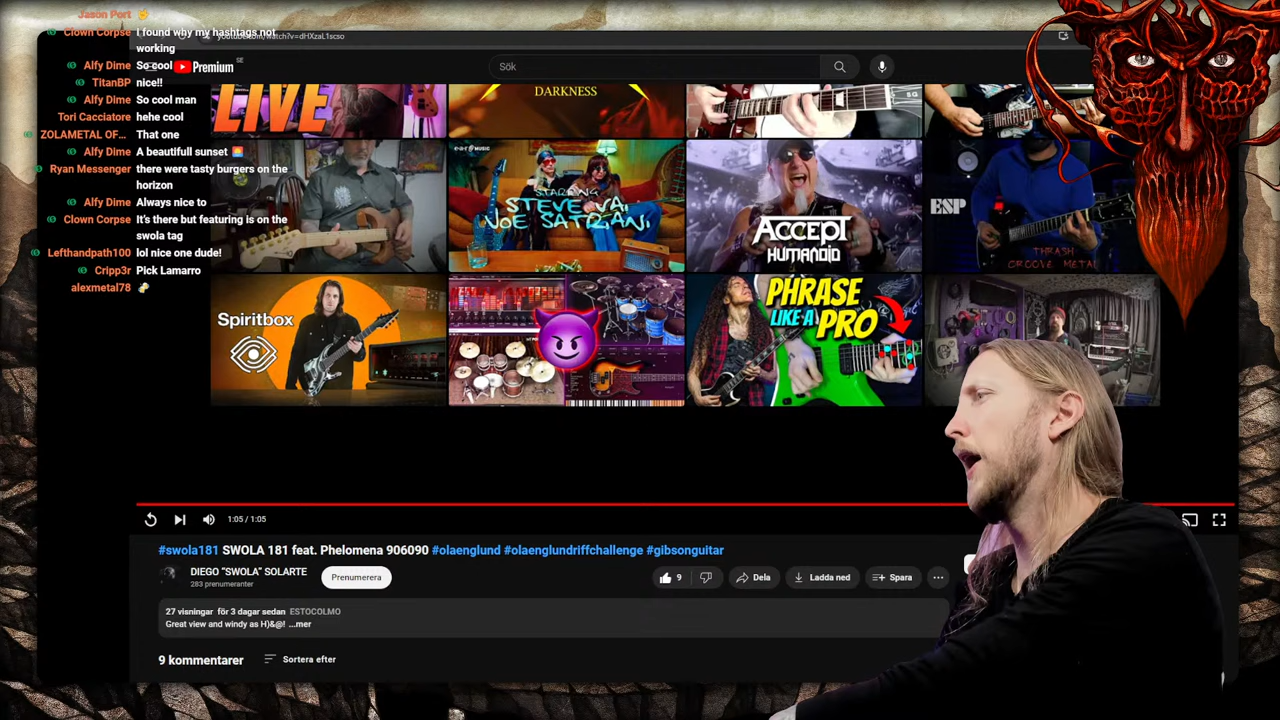 Jason Port
Clown Corpse I found why my hashtags not
working
Alfy Dime So cool
TitanBP nice!!
Alfy Dime So cool man
Tori Cacciatore hehe cool
ZOLAMETAL OF... That one
Alfy Dime A beautifull sunset 🌅
Ryan Messenger there were tasty burgers on the
horizon
Alfy Dime Always nice to
Clown Corpse It's there but featuring is on the
swola tag
Lefthandpath100 lol nice one dude!
Cripp3r Pick Lamarro
alexmetal78 🍻
Premium SE
Sök
LIVE
DARKNESS
SG
e·a·r MUSIC
STARRING
STEVE VAI
JOE SATRIANI
ACCEPT
HUMANOID
ESP
THRASH
GROOVE METAL
Spiritbox
PHRASE
LIKE A PRO
1:05 / 1:05
#swola181 SWOLA 181 feat. Phelomena 906090 #olaenglund #olaenglundriffchallenge #gibsonguitar
DIEGO "SWOLA" SOLARTE
283 prenumeranter
Prenumerera
9
Dela
Ladda ned
Spara
27 visningar för 3 dagar sedan ESTOCOLMO
Great view and windy as H)&@! ...mer
9 kommentarer
Sortera efter